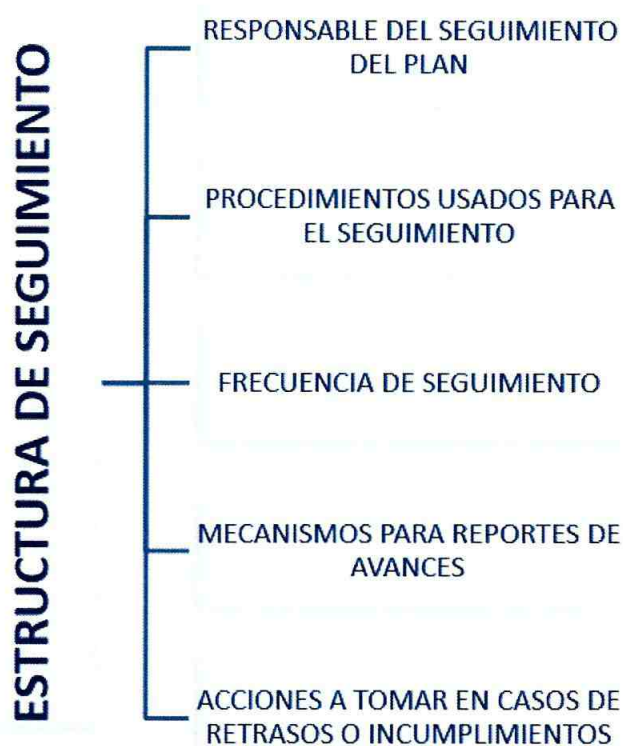 ESTRUCTURA DE SEGUIMIENTO
RESPONSABLE DEL SEGUIMIENTO
DEL PLAN
PROCEDIMIENTOS USADOS PARA
EL SEGUIMIENTO
FRECUENCIA DE SEGUIMIENTO
MECANISMOS PARA REPORTES DE
AVANCES
ACCIONES A TOMAR EN CASOS DE
RETRASOS O INCUMPLIMIENTOS